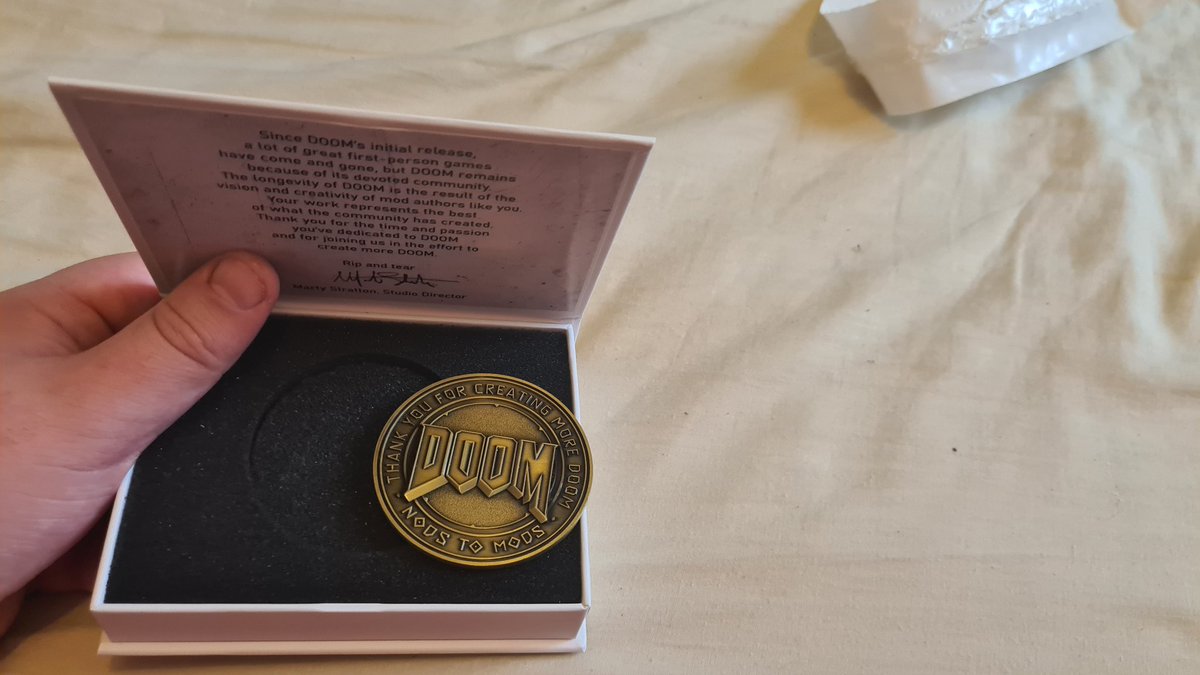 Since DOOM's initial release,
a lot of great first-person games
have come and gone, but DOOM remains
because of its devoted community.
The longevity of DOOM is the result of the
vision and creativity of mod authors like you.
Your work represents the best
of what the community has created.
Thank you for the time and passion
you've dedicated to DOOM
and for joining us in the effort to
create more DOOM.
Rip and tear
Marty Stratton, Studio Director
THANK YOU FOR CREATING MORE DOOM
DOOM
NODS TO MODS